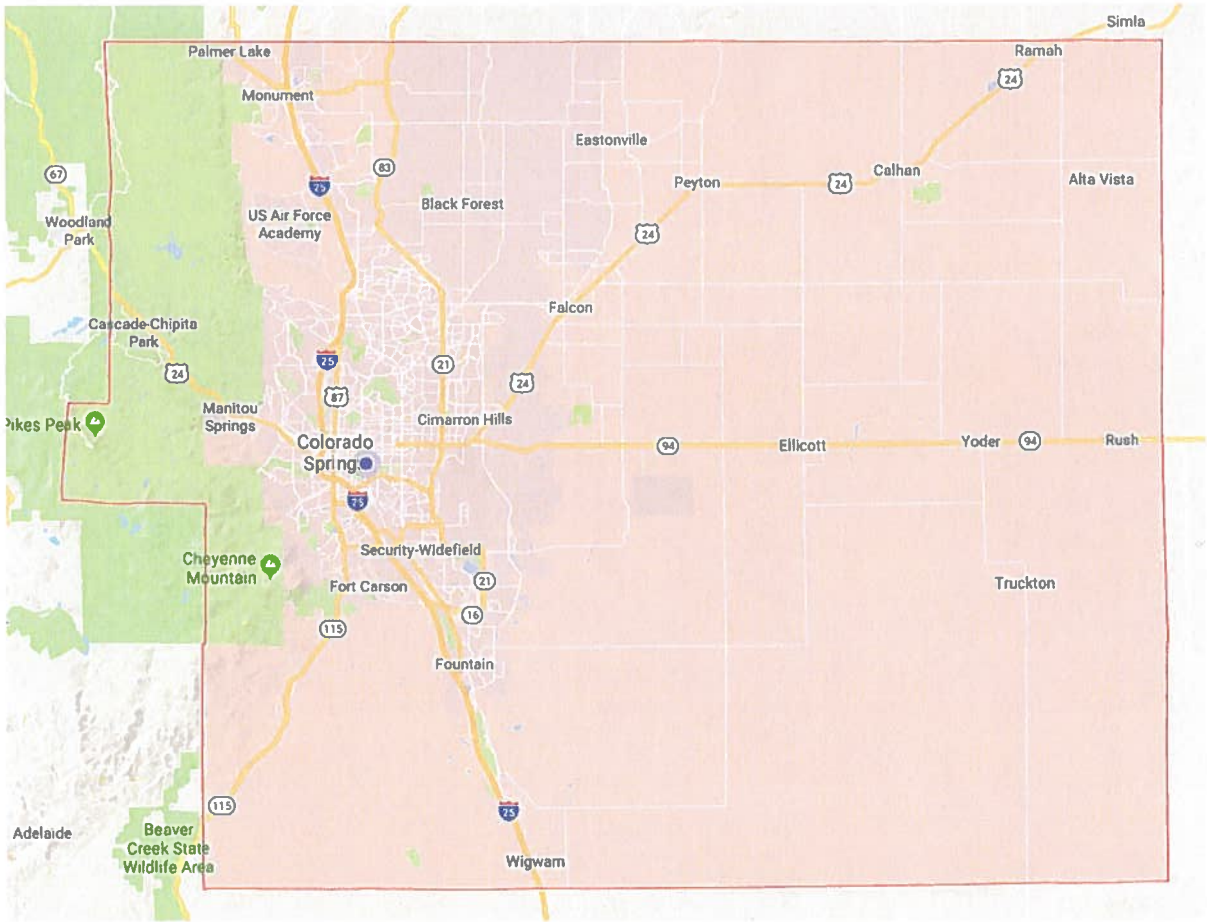 Simla
Palmer Lake
Ramah
24
Monument
Eastonville
83
67
25
Peyton
24
Calhan
Alta Vista
Black Forest
US Air Force
Academy
Woodland
Park
24
Falcon
Cascade-Chipita
Park
25
21
24
24
87
Manitou
Springs
Cimarron Hills
Pikes Peak
Colorado
Spring
94
Ellicott
Yoder
94
Rush
25
Security-Widefield
Cheyenne
Mountain
Fort Carson
21
Truckton
16
115
Fountain
115
25
Adelaide
Beaver
Creek State
Wildlife Area
Wigwam